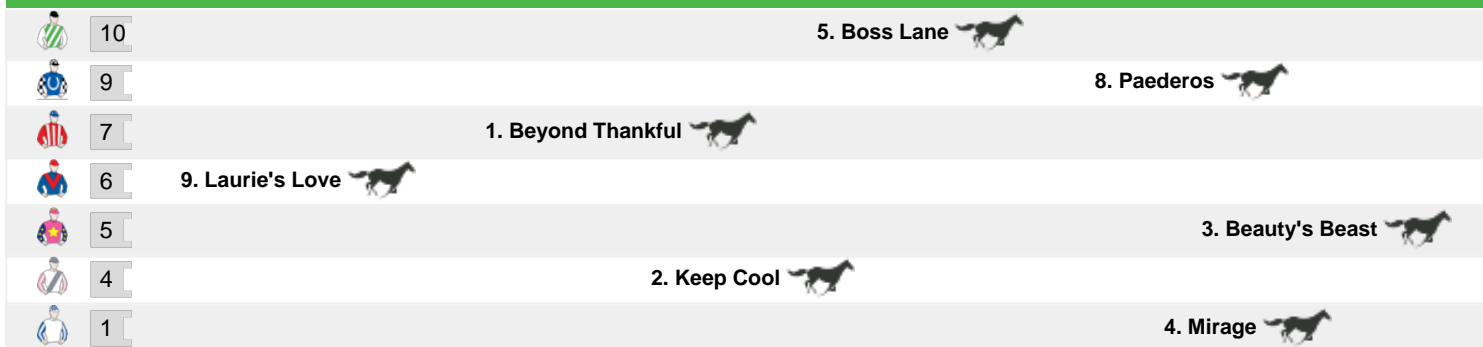 10 5. Boss Lane
9 8. Paederos
7 1. Beyond Thankful
6 9. Laurie's Love
5 3. Beauty's Beast
4 2. Keep Cool
1 4. Mirage